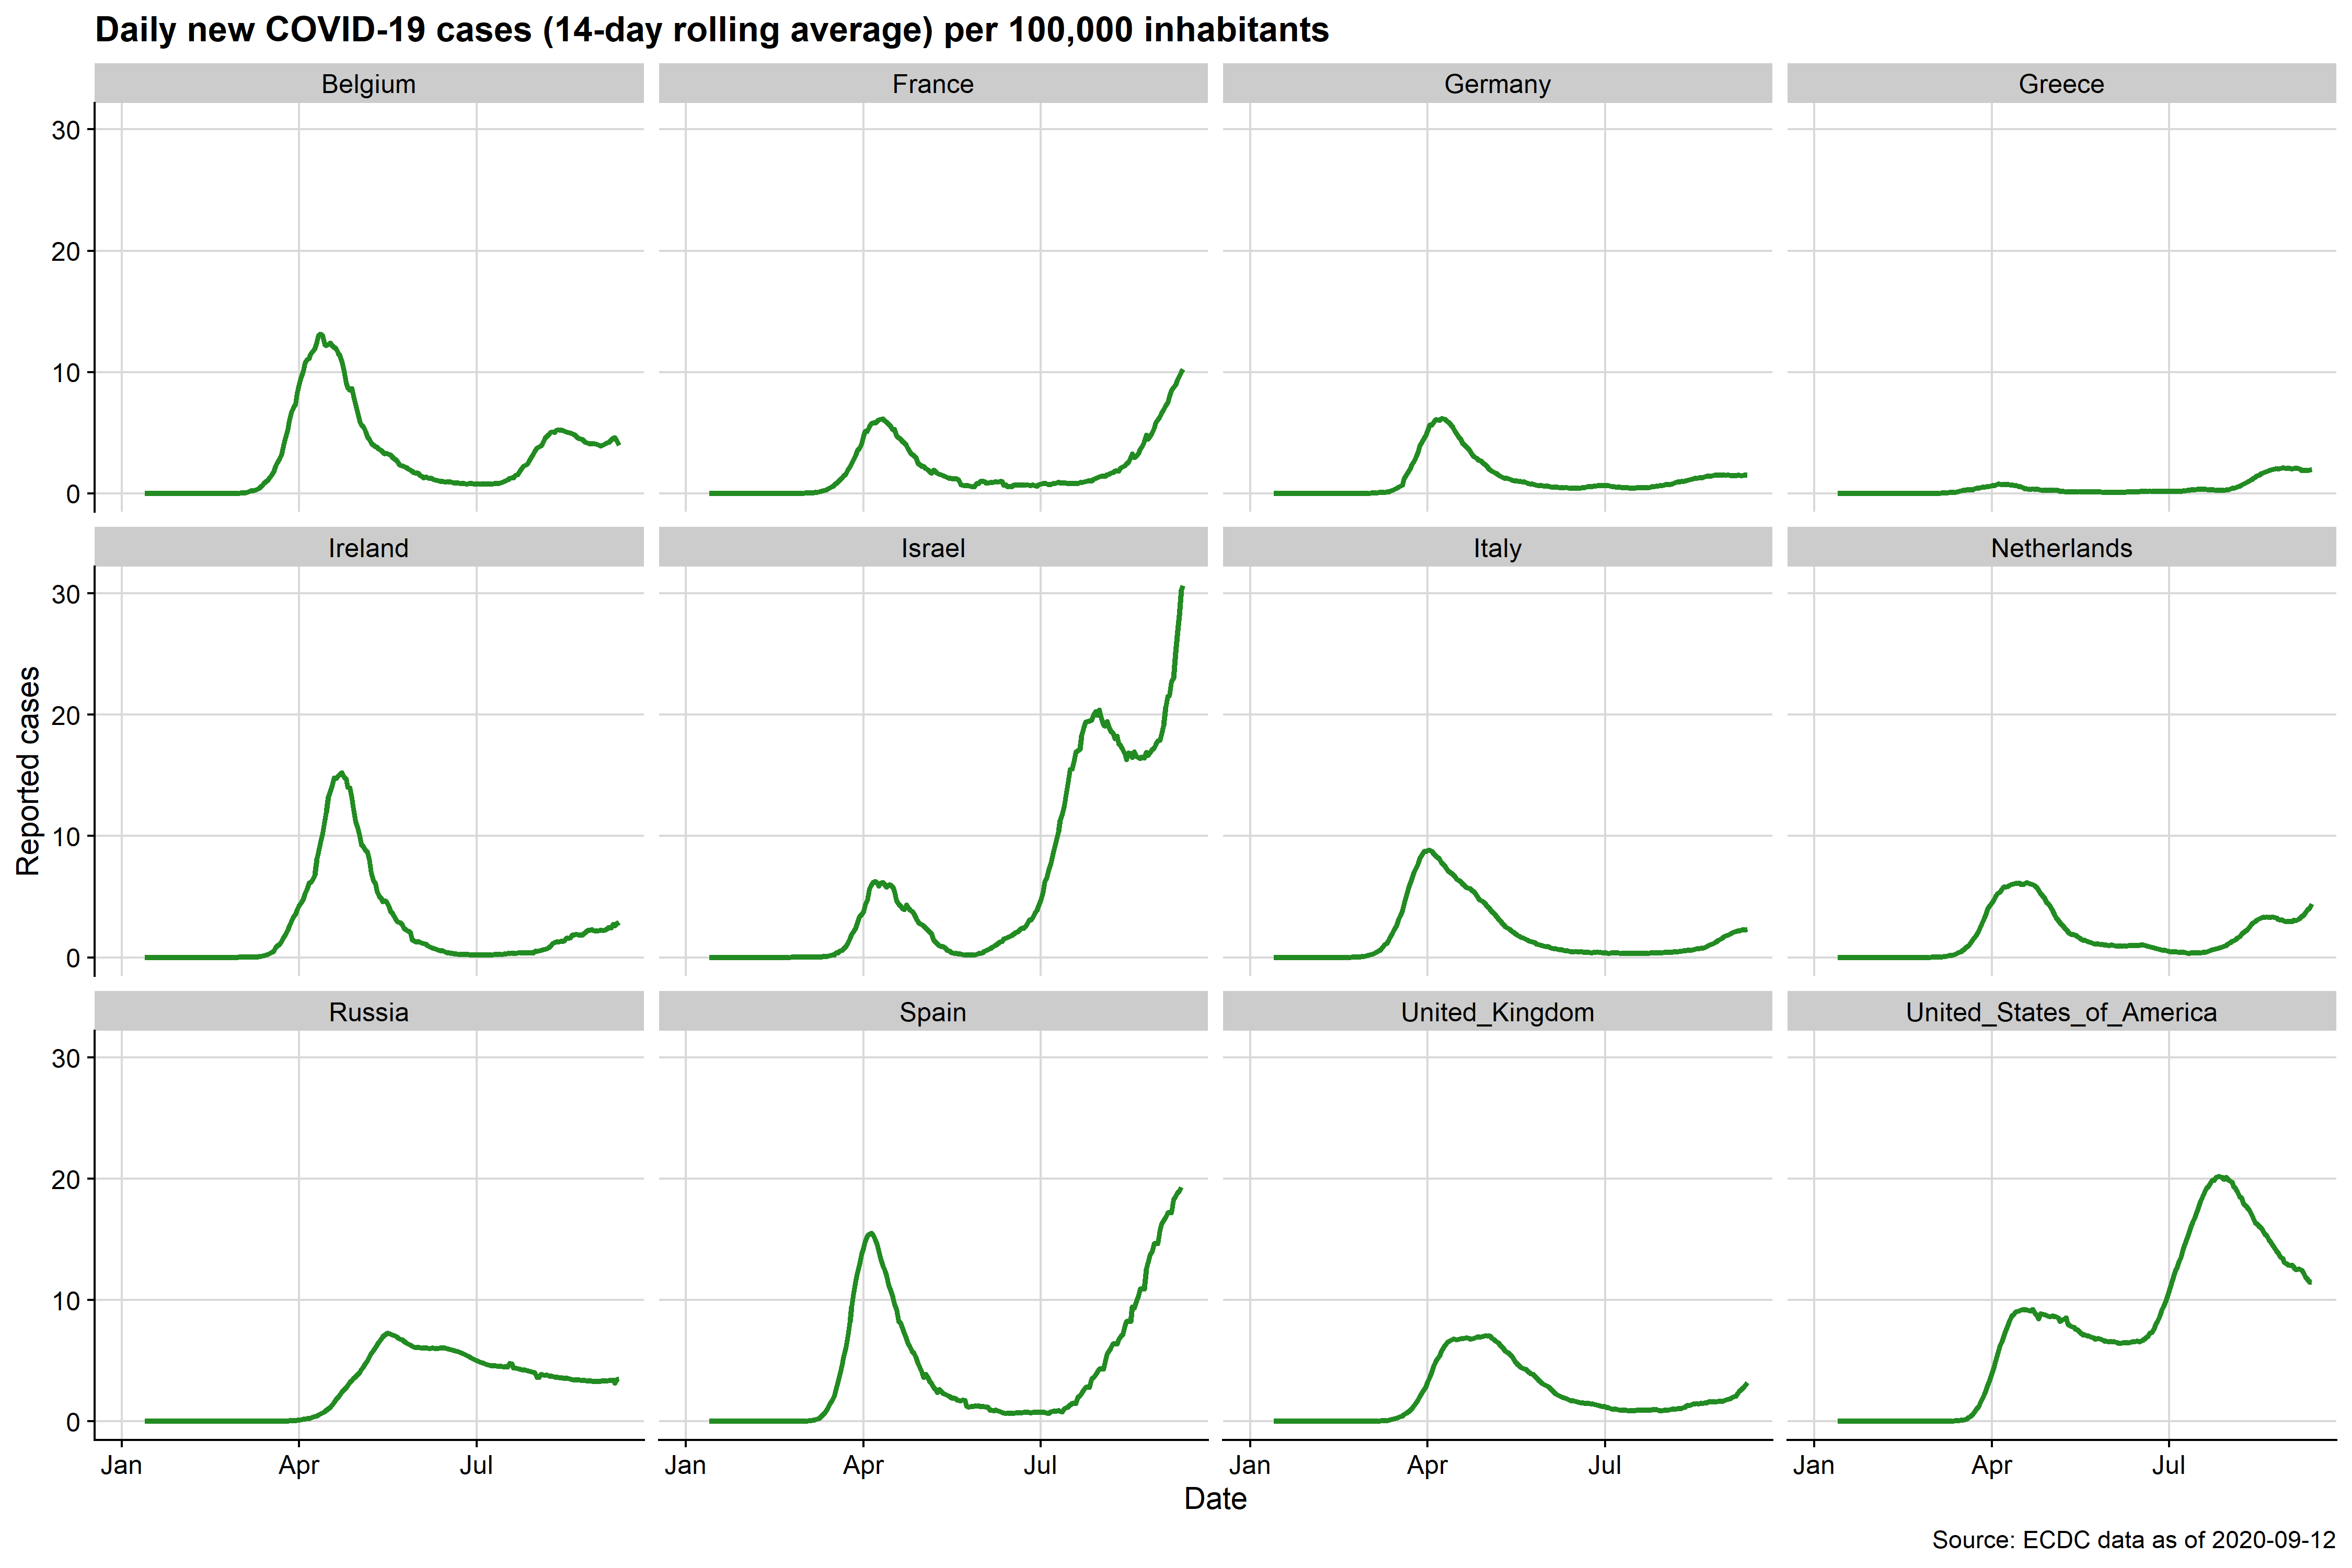 Daily new COVID-19 cases (14-day rolling average) per 100,000 inhabitants
Belgium France Germany Greece
30
20
10
0
Ireland Israel Italy Netherlands
30
20
10
0
Reported cases
Russia Spain United_Kingdom United_States_of_America
30
20
10
0
Jan Apr Jul Jan Apr Jul Jan Apr Jul Jan Apr Jul
Date
Source: ECDC data as of 2020-09-12